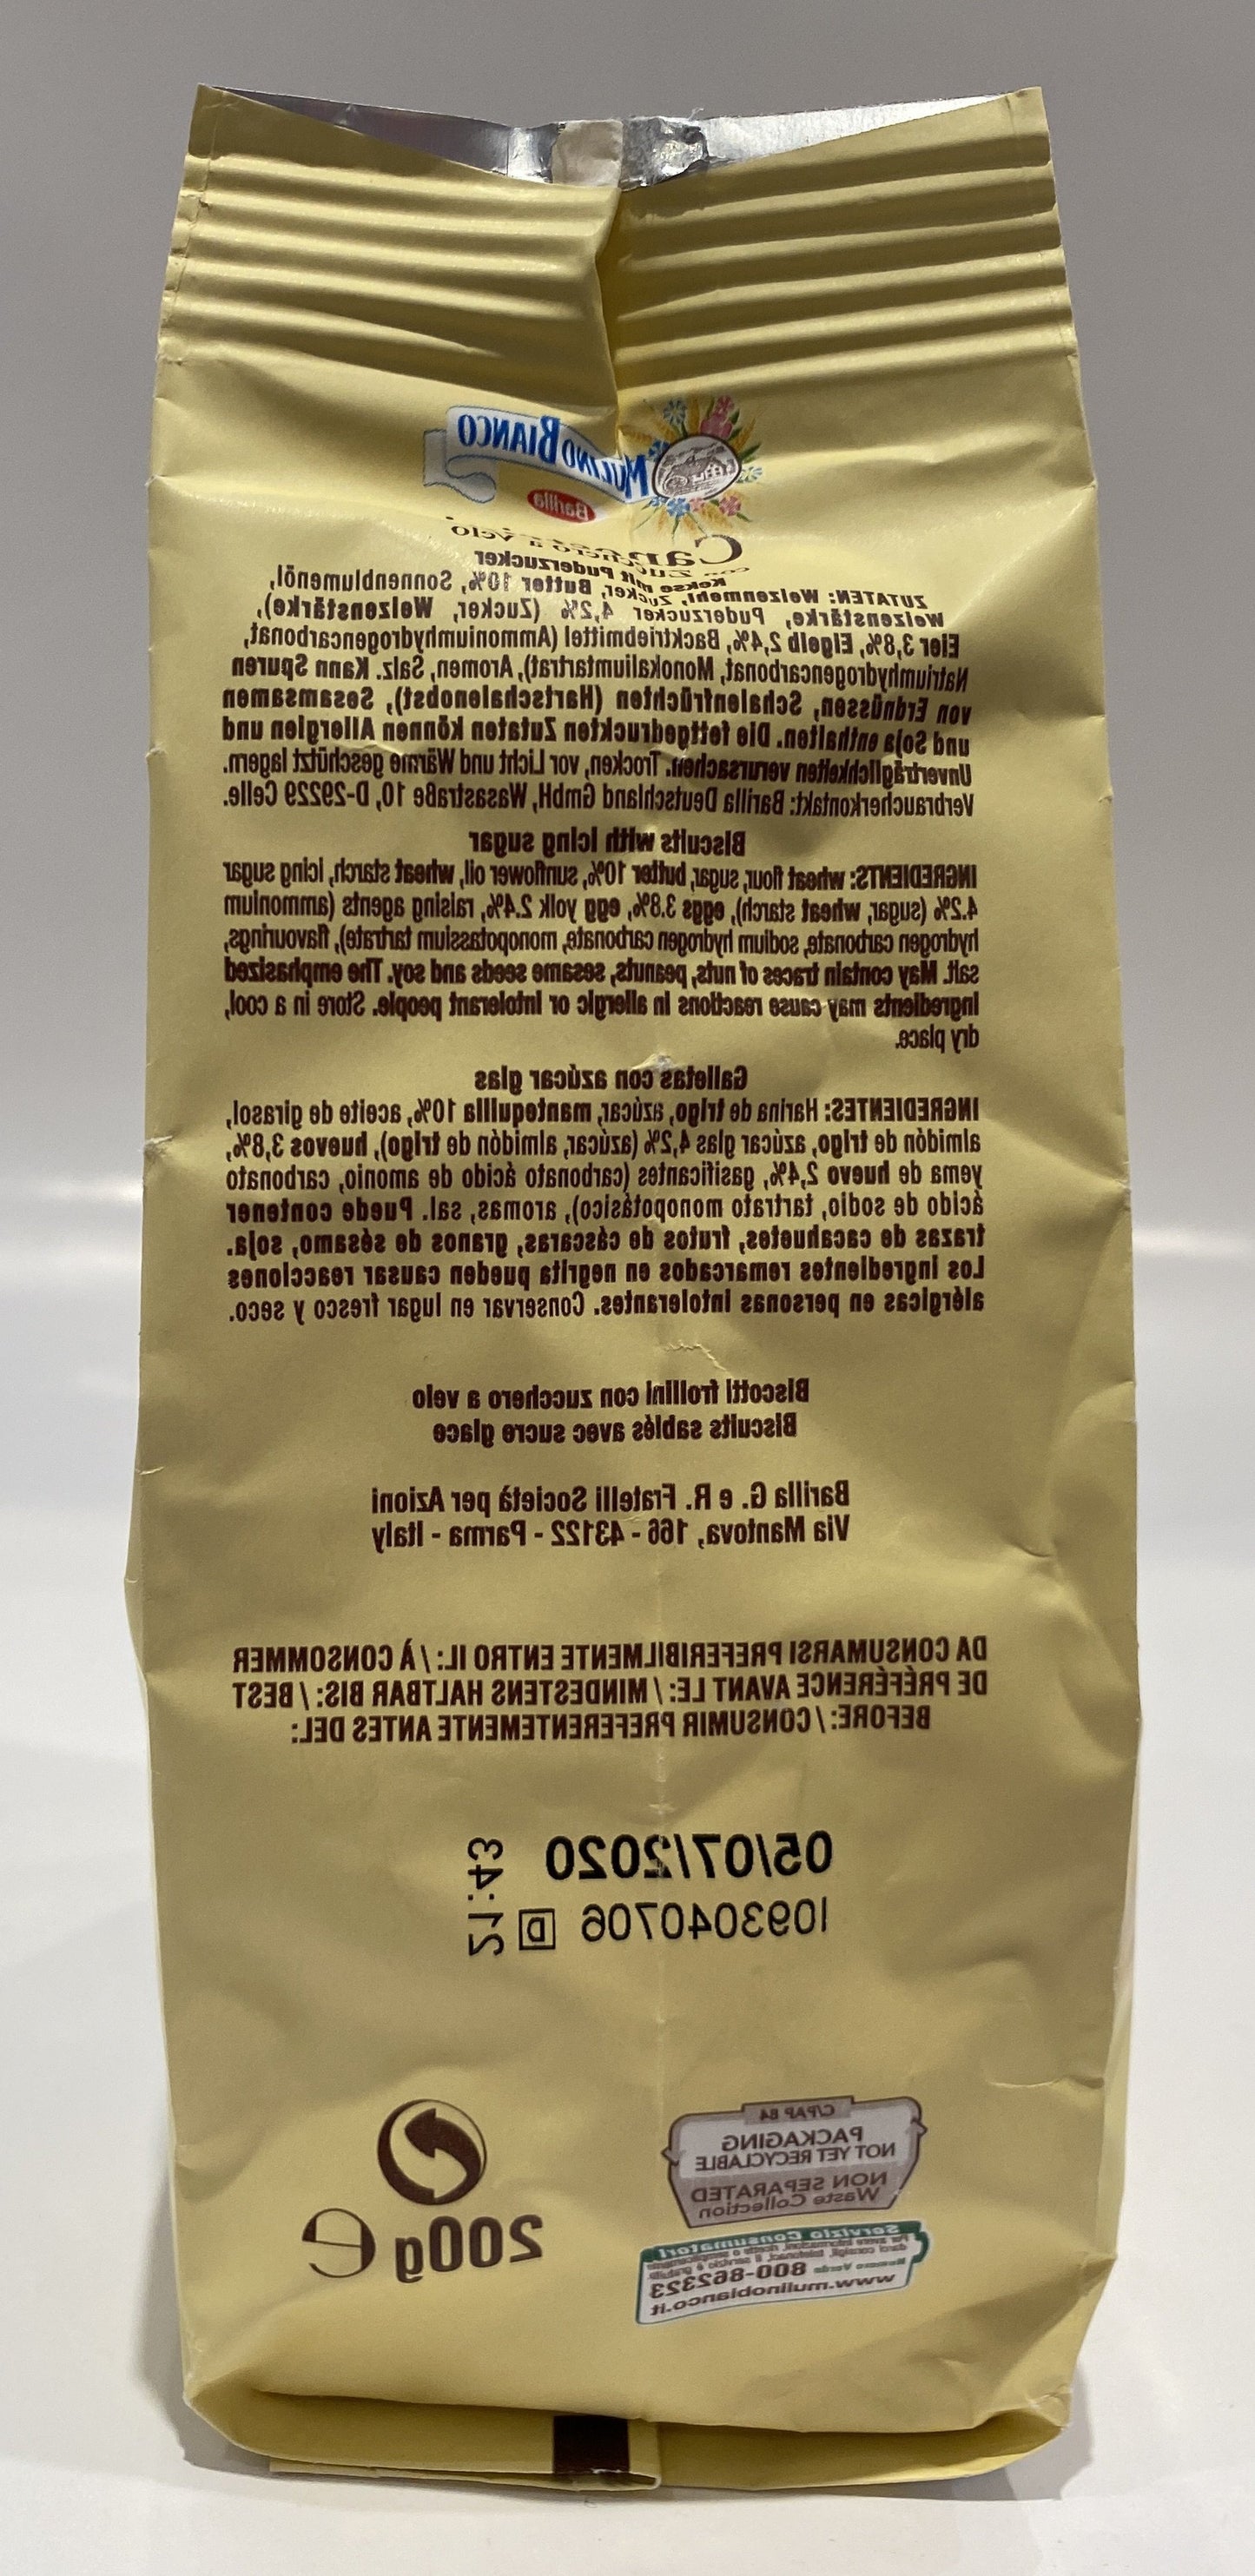 MULINO BIANCO
Barilla
Canestrini
con Zucchero a Velo
Kekse mit Puderzucker
ZUTATEN: Weizenmehl, Zucker, Butter 10%, Sonnenblumenöl,
Weizenstärke, Puderzucker 4,2% (Zucker, Weizenstärke),
Eier 3,8%, Eigelb 2,4%, Backtriebmittel (Ammoniumhydrogencarbonat,
Natriumhydrogencarbonat, Monokaliumtartrat), Aromen, Salz. Kann Spuren
von Erdnüssen, Schalenfrüchten (Hartschalenobst), Sesamsamen
und Soja enthalten. Die fettgedruckten Zutaten können Allergien und
Unverträglichkeiten verursachen. Trocken, vor Licht und Wärme geschützt lagern.
Verbraucherkontakt: Barilla Deutschland GmbH, Wasastraße 10, D-29229 Celle.
Biscuits with icing sugar
INGREDIENTS: wheat flour, sugar, butter 10%, sunflower oil, wheat starch, icing sugar
4.2% (sugar, wheat starch), eggs 3.8%, egg yolk 2.4%, raising agents (ammonium
hydrogen carbonate, sodium hydrogen carbonate, monopotassium tartrate), flavourings,
salt. May contain traces of nuts, peanuts, sesame seeds and soy. The emphasized
ingredients may cause reactions in allergic or intolerant people. Store in a cool,
dry place.
Galletas con azúcar glas
INGREDIENTES: Harina de trigo, azúcar, mantequilla 10%, aceite de girasol,
almidón de trigo, azúcar glas 4,2% (azúcar, almidón de trigo), huevos 3,8%,
yema de huevo 2,4%, gasificantes (carbonato ácido de amonio, carbonato
ácido de sodio, tartrato monopotásico), aromas, sal. Puede contener
trazas de cacahuetes, frutos de cáscaras, granos de sésamo, soja.
Los ingredientes remarcados en negrita pueden causar reacciones
alérgicas en personas intolerantes. Conservar en lugar fresco y seco.
Biscotti frollini con zucchero a velo
Biscuits sablés avec sucre glace
Barilla G. e R. Fratelli Società per Azioni
Via Mantova, 166 - 43122 - Parma - Italy
DA CONSUMARSI PREFERIBILMENTE ENTRO IL: / À CONSOMMER
DE PRÉFÉRENCE AVANT LE: / MINDESTENS HALTBAR BIS: / BEST
BEFORE: / CONSUMIR PREFERENTEMENTE ANTES DEL:
05/07/2020
21:43
l093040706 D
C/PAP 84
PACKAGING
NOT YET RECYCLABLE
NON SEPARATED
Waste Collection
Servizio Consumatori
Numero Verde 800-862323
www.mulinobianco.it
200g e